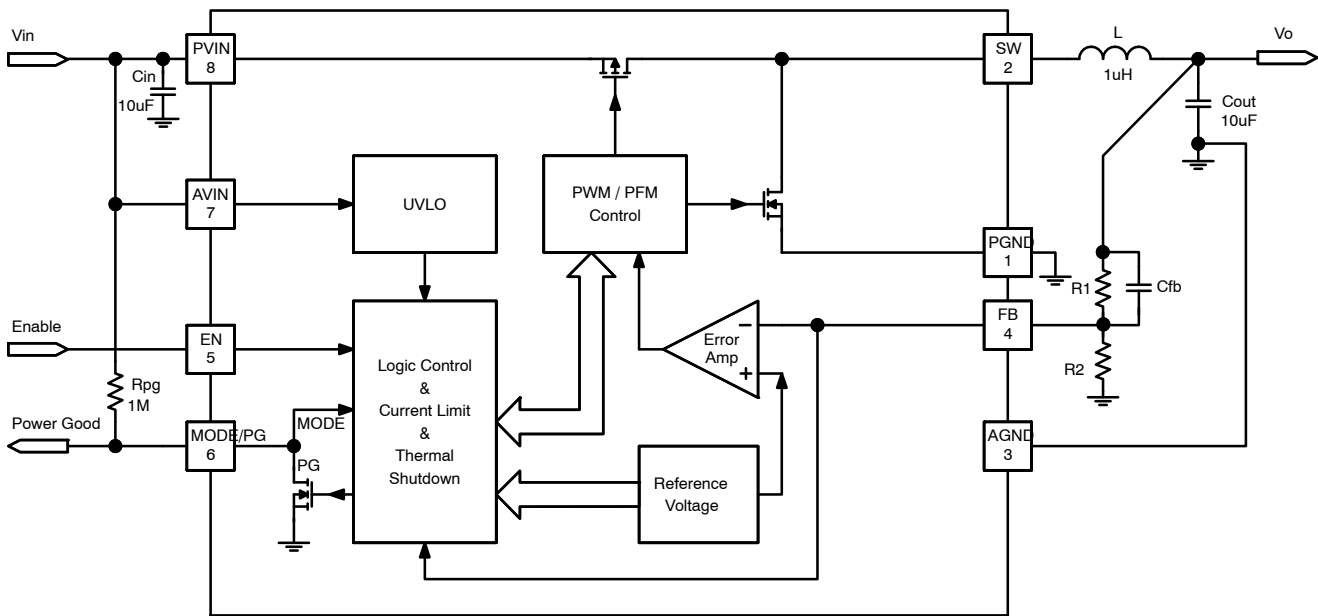 Vin
PVIN
8
Cin
10uF
SW
2
L
1uH
Vo
Cout
10uF
AVIN
7
UVLO
PWM / PFM
Control
PGND
1
R1
Cfb
Enable
EN
5
FB
4
Error
Amp
−
+
R2
Logic Control
&
Current Limit
&
Thermal
Shutdown
Rpg
1M
Power Good
MODE/PG
6
MODE
PG
AGND
3
Reference
Voltage